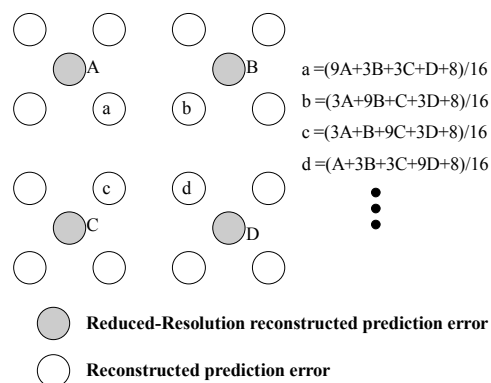 A
B
a =(9A+3B+3C+D+8)/16
b =(3A+9B+C+3D+8)/16
a
b
c =(3A+B+9C+3D+8)/16
d =(A+3B+3C+9D+8)/16
c
d
C
D
Reduced-Resolution reconstructed prediction error
Reconstructed prediction error